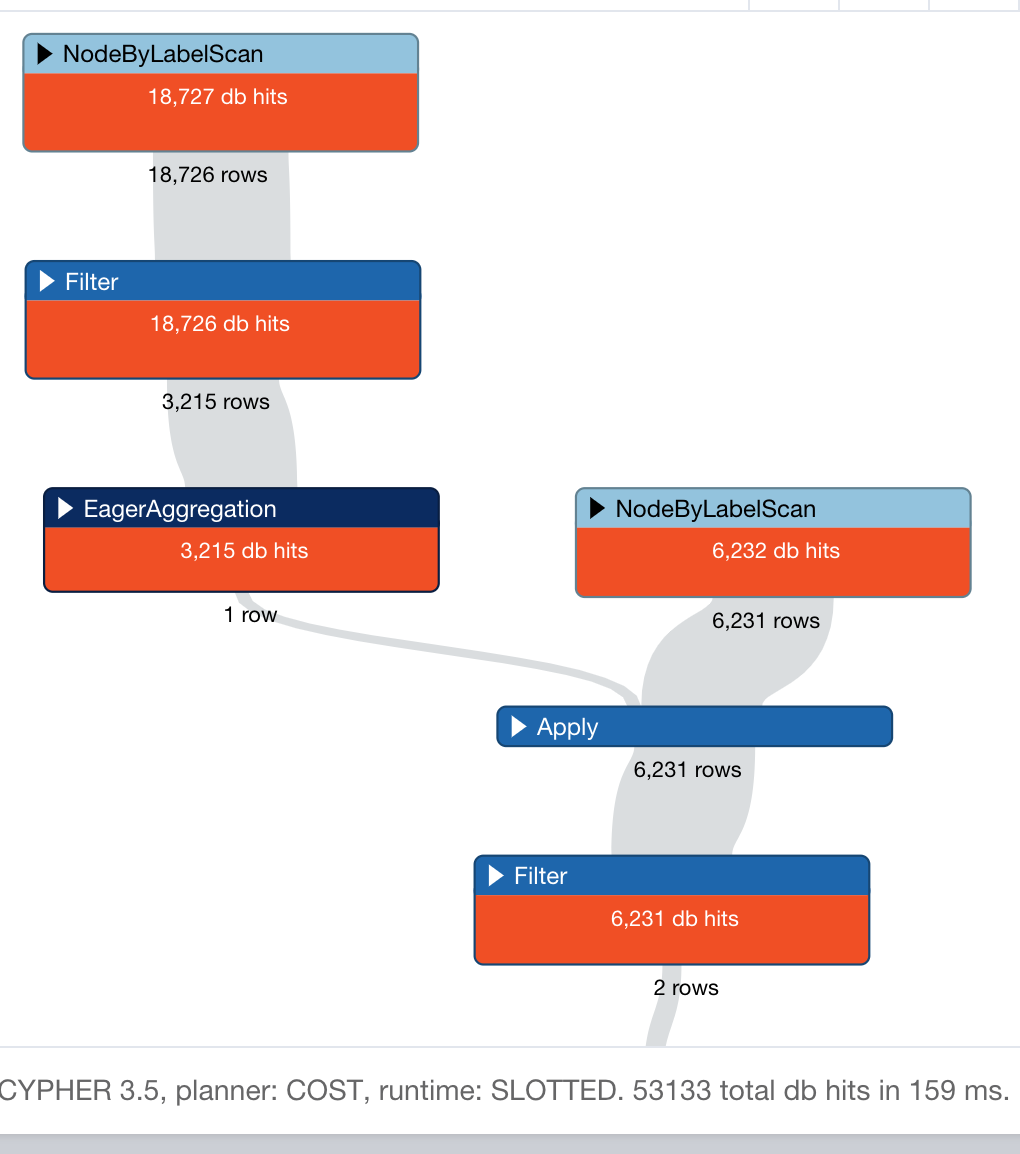 NodeByLabelScan
18,727 db hits
18,726 rows
Filter
18,726 db hits
3,215 rows
EagerAggregation
3,215 db hits
1 row
NodeByLabelScan
6,232 db hits
6,231 rows
Apply
6,231 rows
Filter
6,231 db hits
2 rows
CYPHER 3.5, planner: COST, runtime: SLOTTED. 53133 total db hits in 159 ms.